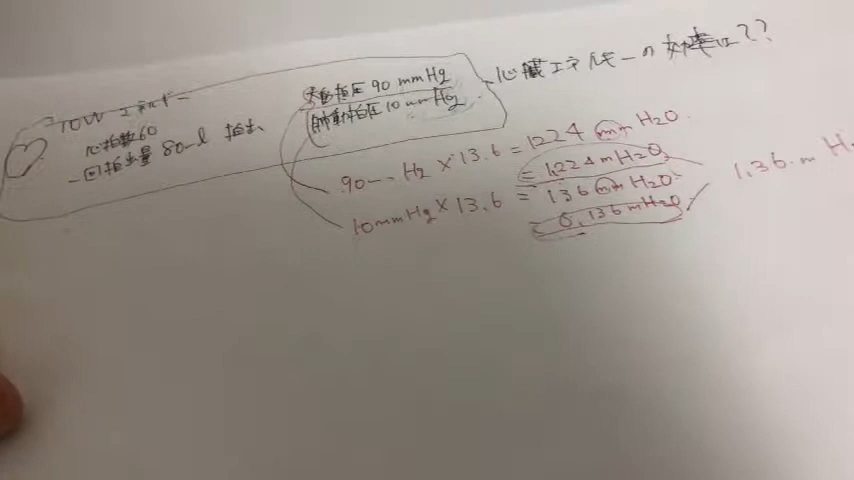 10W エネルギー
心拍数60
一回拍出量 80ml 拍出
大動脈圧 90 mmHg
肺動脈圧 10 mmHg
心臓エネルギーの効率は??
90 mmHg × 13.6 = 1224 mmH2O.
= 1.224 mH2O
10mmHg × 13.6 = 136 mmH2O.
= 0.136 mH2O
1.36 m H